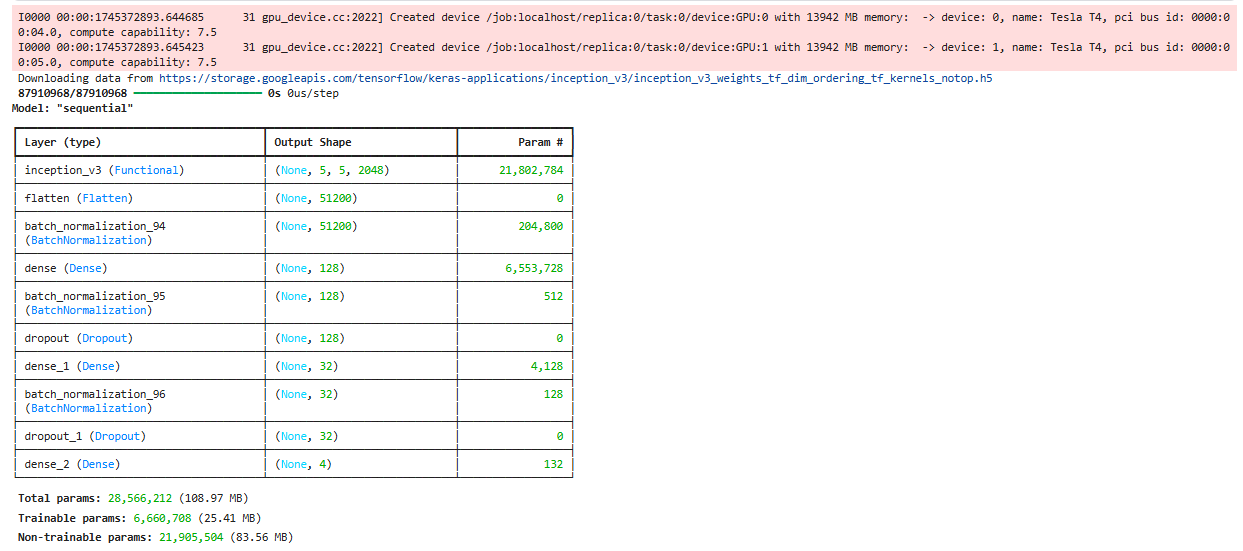 I0000 00:00:1745372893.644685      31 gpu_device.cc:2022] Created device /job:localhost/replica:0/task:0/device:GPU:0 with 13942 MB memory:  -> device: 0, name: Tesla T4, pci bus id: 0000:0
0:04.0, compute capability: 7.5
I0000 00:00:1745372893.645423      31 gpu_device.cc:2022] Created device /job:localhost/replica:0/task:0/device:GPU:1 with 13942 MB memory:  -> device: 1, name: Tesla T4, pci bus id: 0000:0
0:05.0, compute capability: 7.5
Downloading data from https://storage.googleapis.com/tensorflow/keras-applications/inception_v3/inception_v3_weights_tf_dim_ordering_tf_kernels_notop.h5
87910968/87910968 ━━━━━━━━━━━━━━━━━━━━ 0s 0us/step
Model: "sequential"
Layer (type) Output Shape Param #
inception_v3 (Functional) (None, 5, 5, 2048) 21,802,784
flatten (Flatten) (None, 51200) 0
batch_normalization_94 (None, 51200) 204,800
(BatchNormalization)
dense (Dense) (None, 128) 6,553,728
batch_normalization_95 (None, 128) 512
(BatchNormalization)
dropout (Dropout) (None, 128) 0
dense_1 (Dense) (None, 32) 4,128
batch_normalization_96 (None, 32) 128
(BatchNormalization)
dropout_1 (Dropout) (None, 32) 0
dense_2 (Dense) (None, 4) 132
Total params: 28,566,212 (108.97 MB)
Trainable params: 6,660,708 (25.41 MB)
Non-trainable params: 21,905,504 (83.56 MB)